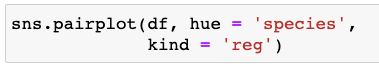 sns.pairplot(df, hue = 'species',
             kind = 'reg')